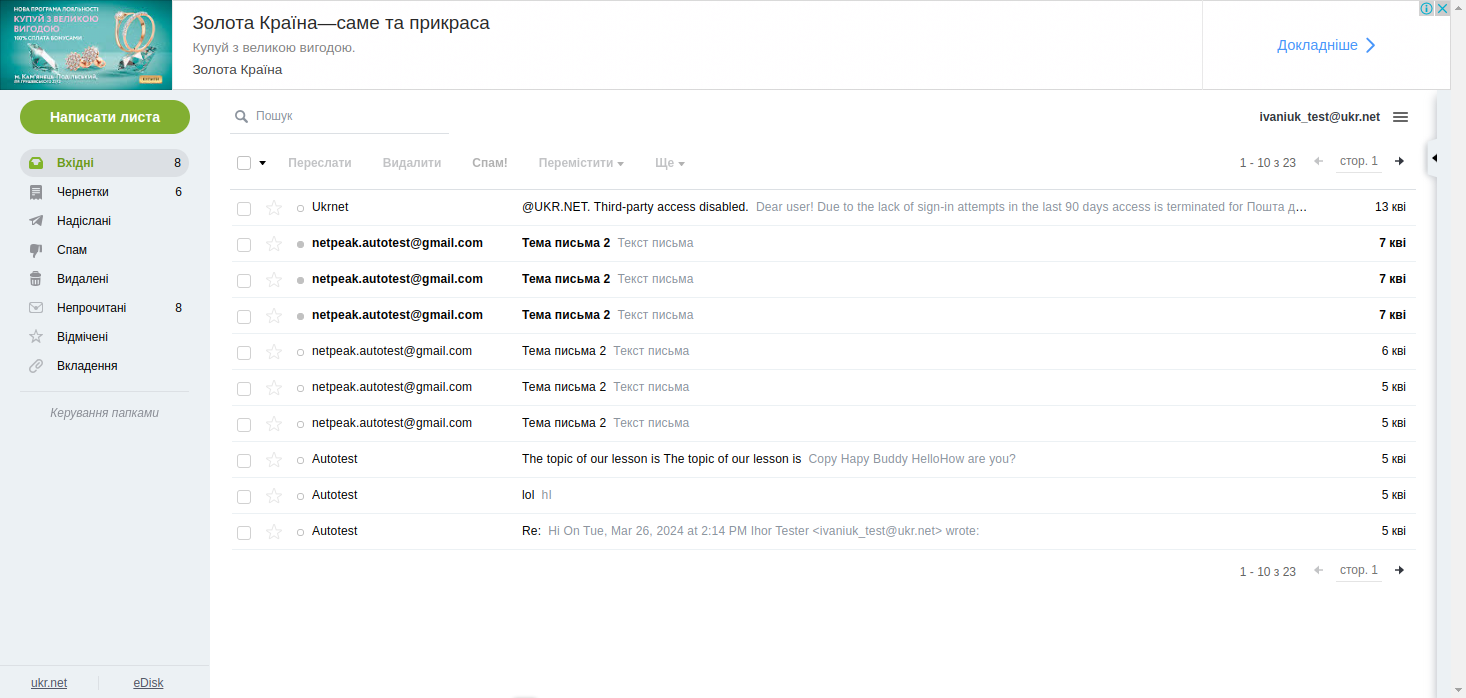 НОВА ПРОГРАМА ЛОЯЛЬНОСТІ
КУПУЙ З ВЕЛИКОЮ
ВИГОДОЮ
100% СПЛАТА БОНУСАМИ
М. КАМ'ЯНЕЦЬ-ПОДІЛЬСЬКИЙ,
Золота Країна—саме та прикраса
Купуй з великою вигодою.
Золота Країна
Докладніше
Написати листа
Вхідні 8
Чернетки 6
Надіслані
Спам
Видалені
Непрочитані 8
Відмічені
Вкладення
Керування папками
ukr.net eDisk
Пошук
ivaniuk_test@ukr.net
Переслати Видалити Спам! Перемістити Ще 1 - 10 з 23 стор. 1
Ukrnet @UKR.NET. Third-party access disabled. Dear user! Due to the lack of sign-in attempts in the last 90 days access is terminated for Пошта д… 13 кві
netpeak.autotest@gmail.com Тема письма 2 Текст письма 7 кві
netpeak.autotest@gmail.com Тема письма 2 Текст письма 7 кві
netpeak.autotest@gmail.com Тема письма 2 Текст письма 7 кві
netpeak.autotest@gmail.com Тема письма 2 Текст письма 6 кві
netpeak.autotest@gmail.com Тема письма 2 Текст письма 5 кві
netpeak.autotest@gmail.com Тема письма 2 Текст письма 5 кві
Autotest The topic of our lesson is The topic of our lesson is Copy Hapy Buddy HelloHow are you? 5 кві
Autotest lol hI 5 кві
Autotest Re: Hi On Tue, Mar 26, 2024 at 2:14 PM Ihor Tester <ivaniuk_test@ukr.net> wrote: 5 кві
1 - 10 з 23 стор. 1